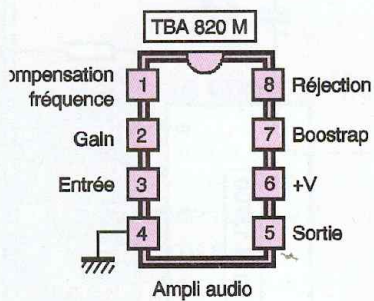 TBA 820 M
ompensation
fréquence
1
8
Réjection
Gain
2
7
Boostrap
Entrée
3
6
+V
4
5
Sortie
Ampli audio